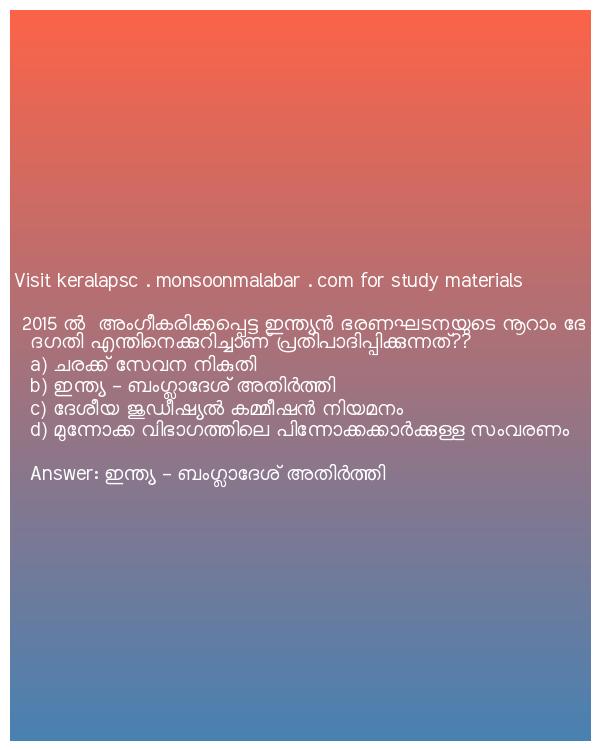 Visit keralapsc . monsoonmalabar . com for study materials
2015 ൽ  അംഗീകരിക്കപ്പെട്ട ഇന്ത്യൻ ഭരണഘടനയുടെ നൂറാം ഭേ
ദഗതി എന്തിനെക്കുറിച്ചാണ് പ്രതിപാദിപ്പിക്കുന്നത്??
a) ചരക്ക് സേവന നികുതി
b) ഇന്ത്യ – ബംഗ്ലാദേശ് അതിർത്തി
c) ദേശീയ ജുഡീഷ്യൽ കമ്മീഷൻ നിയമനം
d) മുന്നോക്ക വിഭാഗത്തിലെ പിന്നോക്കക്കാർക്കുള്ള സംവരണം
Answer: ഇന്ത്യ – ബംഗ്ലാദേശ് അതിർത്തി